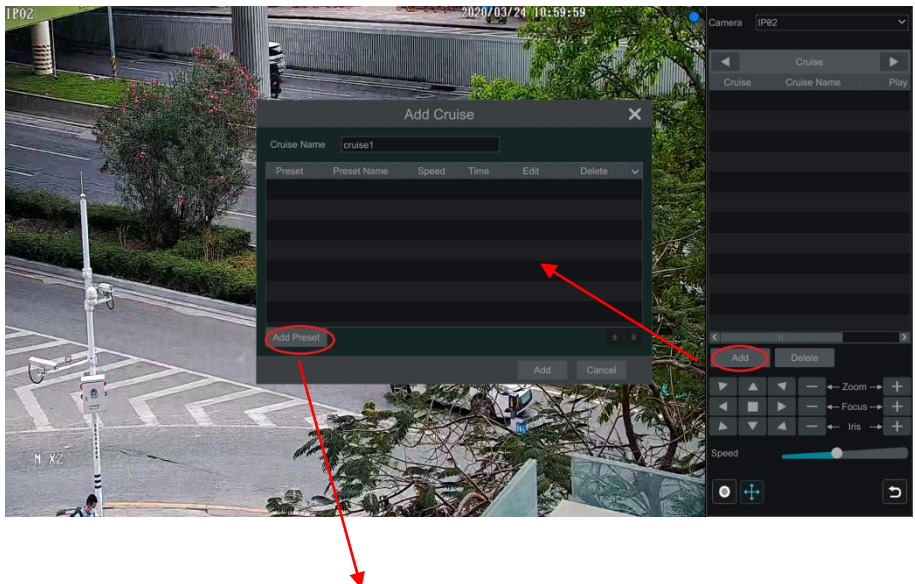 IP02
2020/03/24 10:59:59
Camera IP02
Cruise
Cruise Cruise Name Play
Add Cruise
Cruise Name cruise1
Preset Preset Name Speed Time Edit Delete
Add Preset
Add Cancel
Add Delete
Zoom
Focus
Iris
Speed
N X2